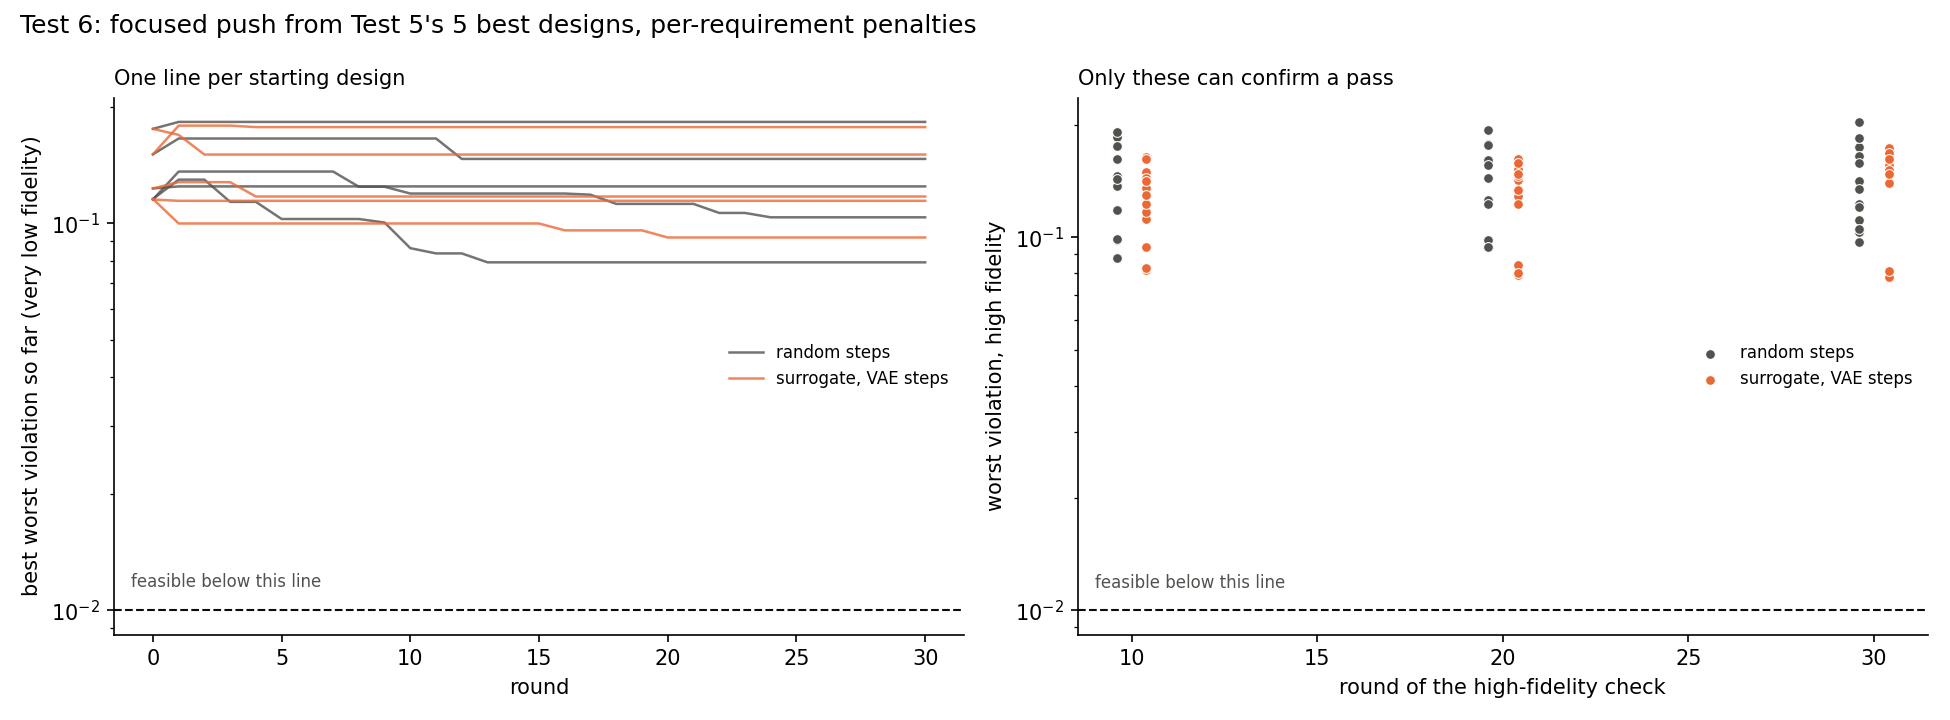 Test 6: focused push from Test 5's 5 best designs, per-requirement penalties
One line per starting design
best worst violation so far (very low fidelity)
10⁻¹
10⁻²
random steps
surrogate, VAE steps
feasible below this line
0 5 10 15 20 25 30
round
Only these can confirm a pass
worst violation, high fidelity
10⁻¹
10⁻²
random steps
surrogate, VAE steps
feasible below this line
10 15 20 25 30
round of the high-fidelity check